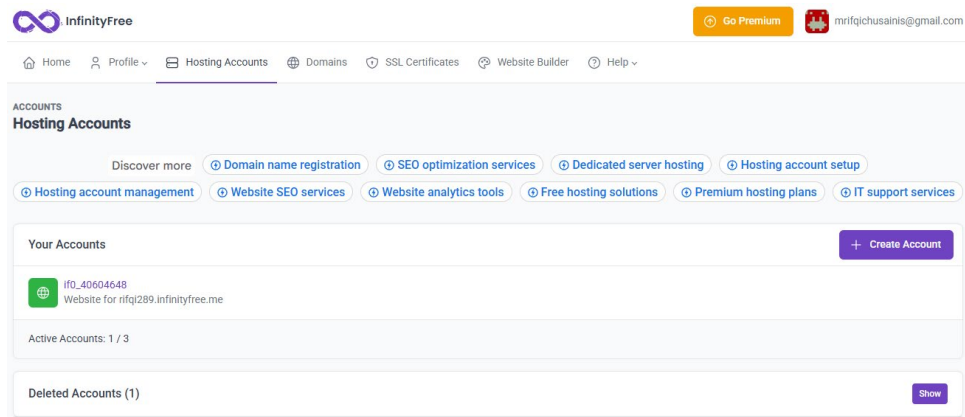 InfinityFree
Go Premium
mrifqichusainis@gmail.com
Home Profile Hosting Accounts Domains SSL Certificates Website Builder Help
ACCOUNTS
Hosting Accounts
Discover more Domain name registration SEO optimization services Dedicated server hosting Hosting account setup
Hosting account management Website SEO services Website analytics tools Free hosting solutions Premium hosting plans IT support services
Your Accounts
+ Create Account
if0_40604648
Website for rifqi289.infinityfree.me
Active Accounts: 1 / 3
Deleted Accounts (1)
Show